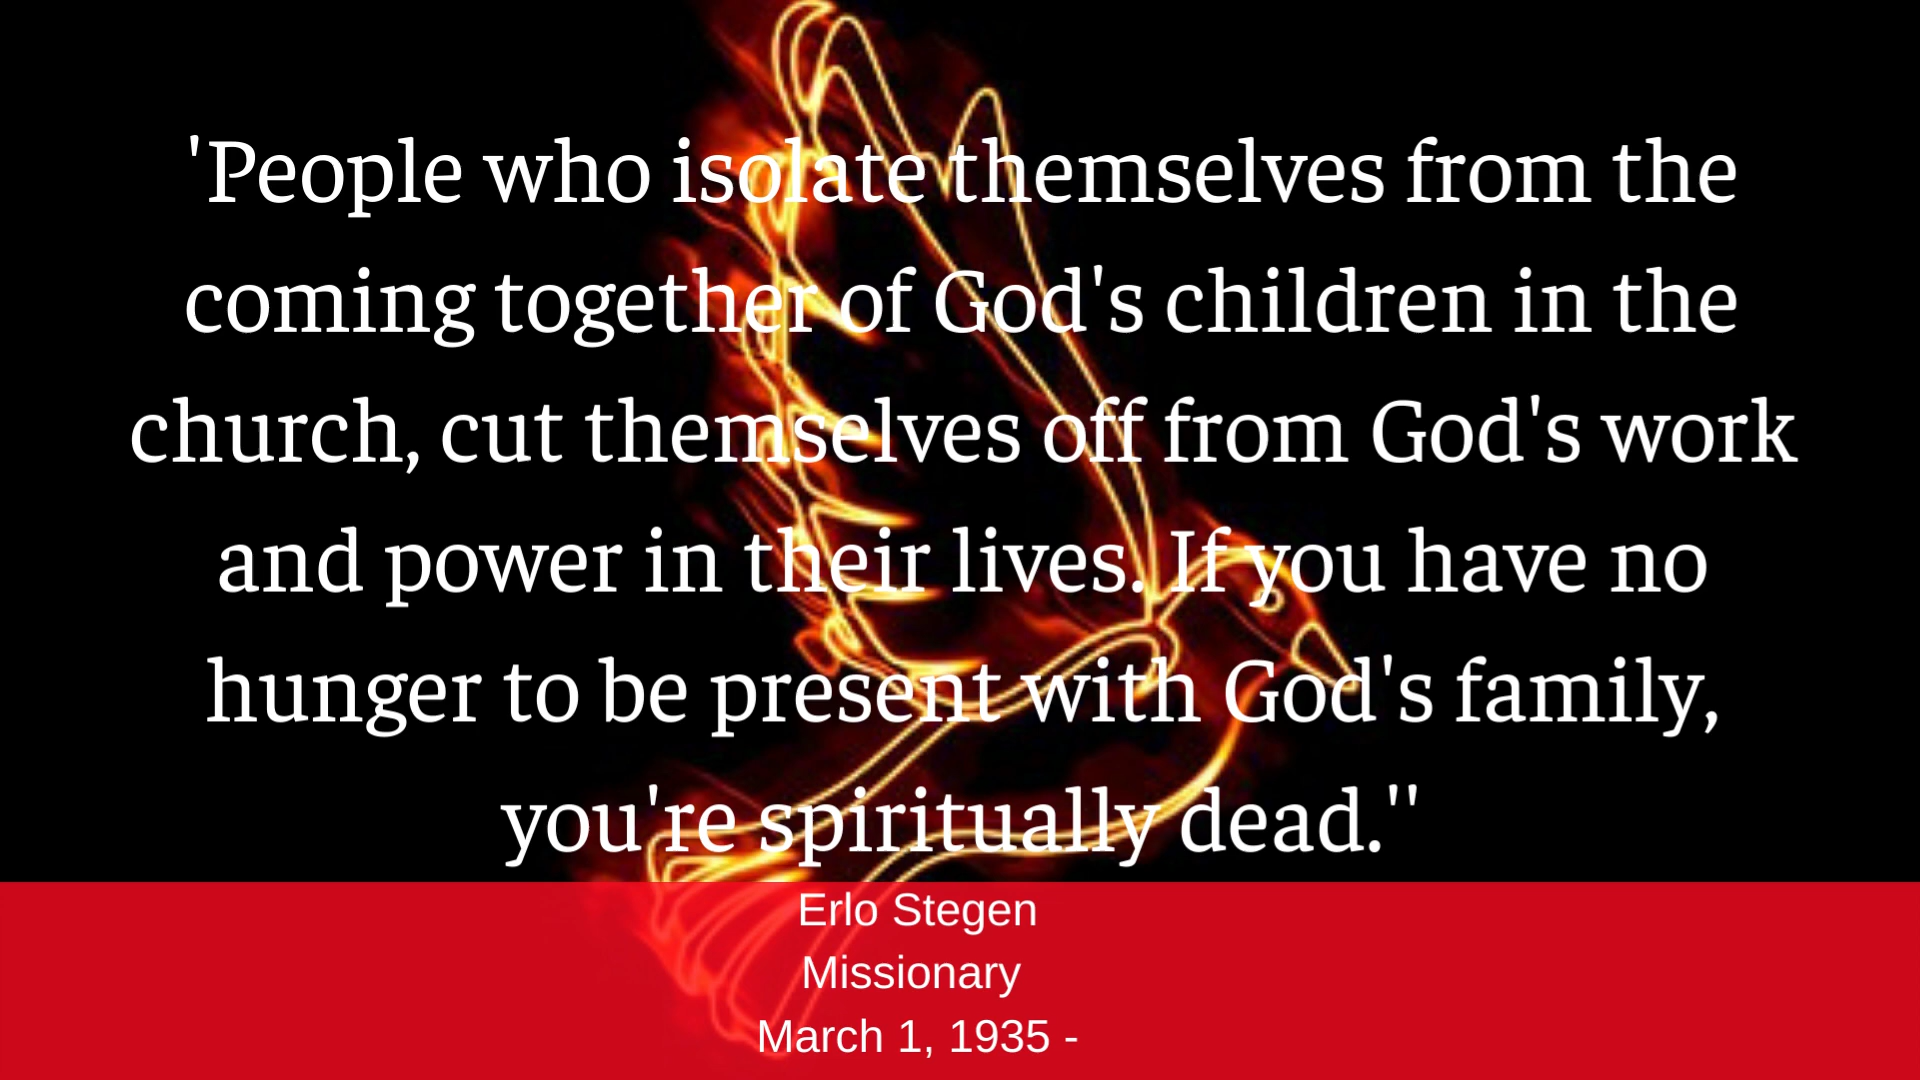 'People who isolate themselves from the
coming together of God's children in the
church, cut themselves off from God's work
and power in their lives. If you have no
hunger to be present with God's family,
you're spiritually dead.''
Erlo Stegen
Missionary
March 1, 1935 -